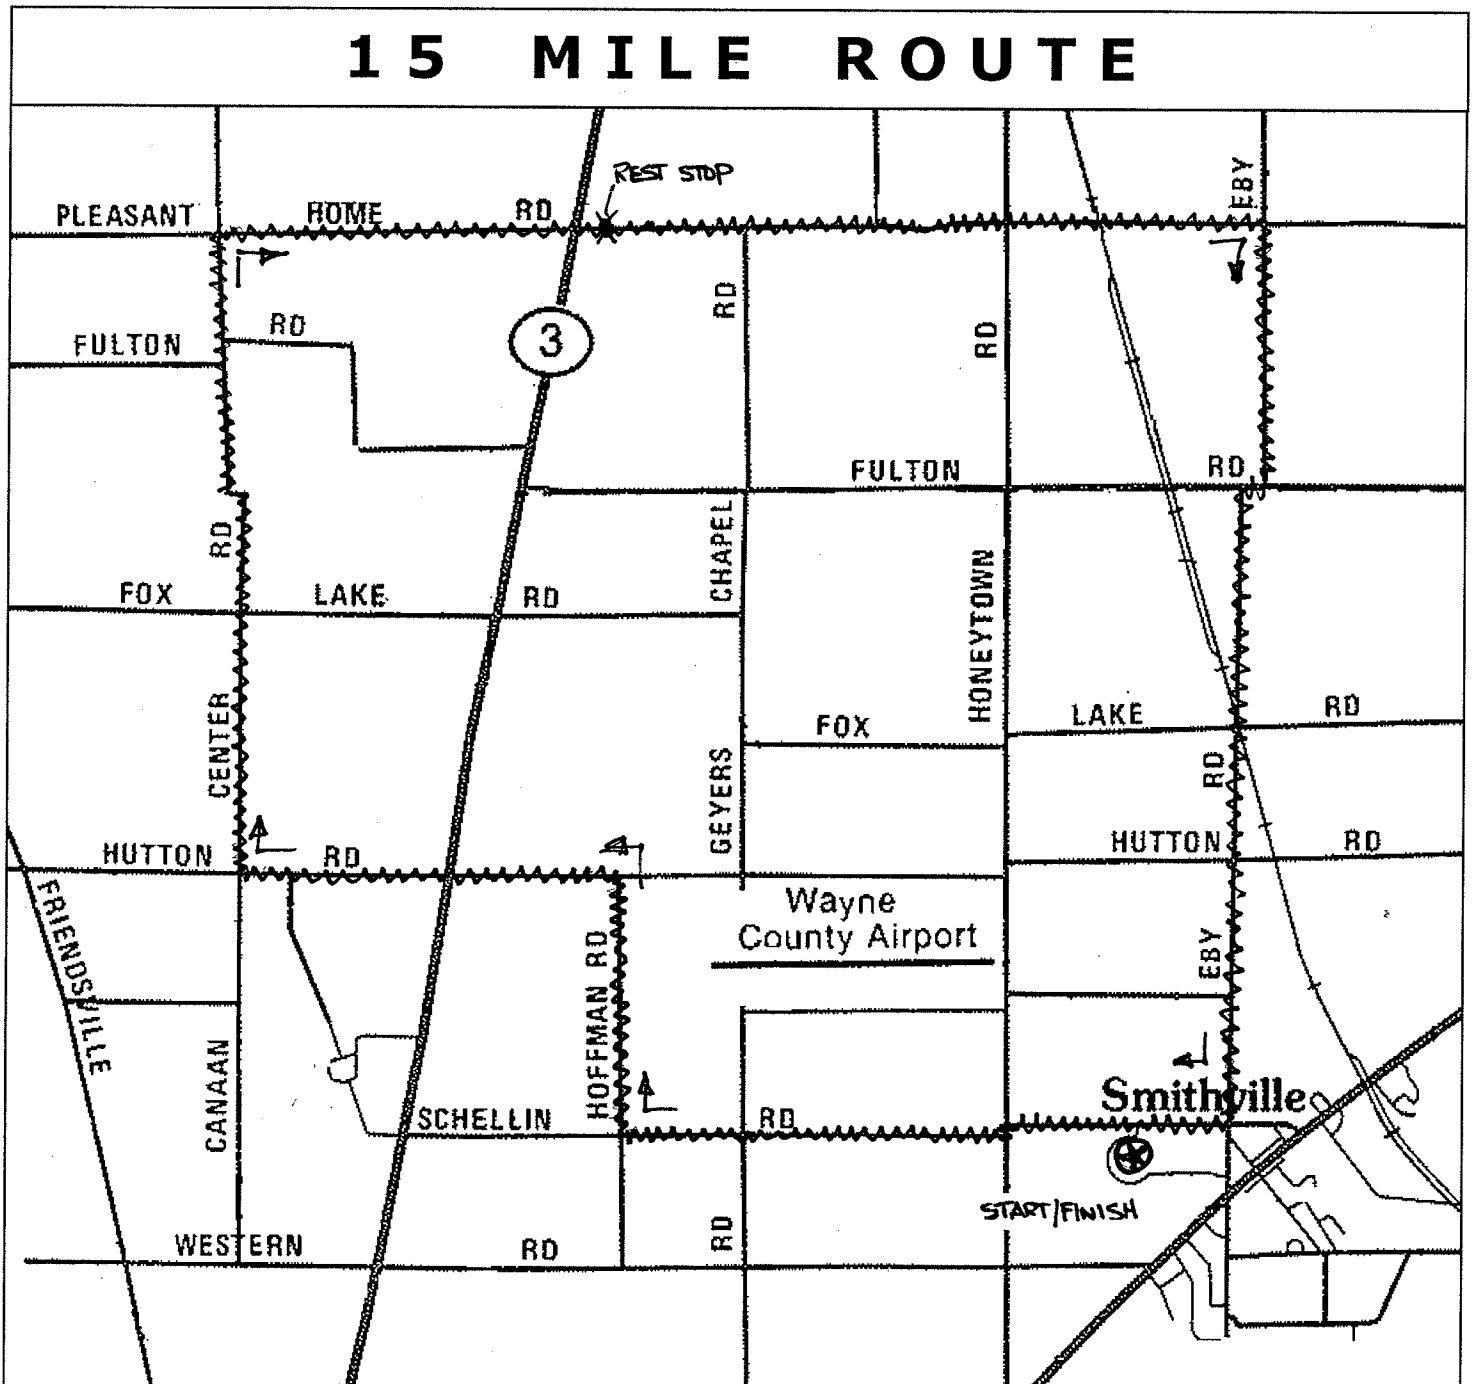 15 MILE ROUTE
REST STOP
EBY
PLEASANT HOME RD
RD
RD
3
FULTON RD
FULTON RD
RD
CHAPEL
HONEYTOWN
FOX LAKE RD
CENTER
FOX LAKE RD
RD
GEYERS
HUTTON RD
HUTTON RD
FRIENDSVILLE
Wayne
County Airport
HOFFMAN RD
EBY
CANAAN
Smithville
SCHELLIN RD
START/FINISH
WESTERN RD
RD